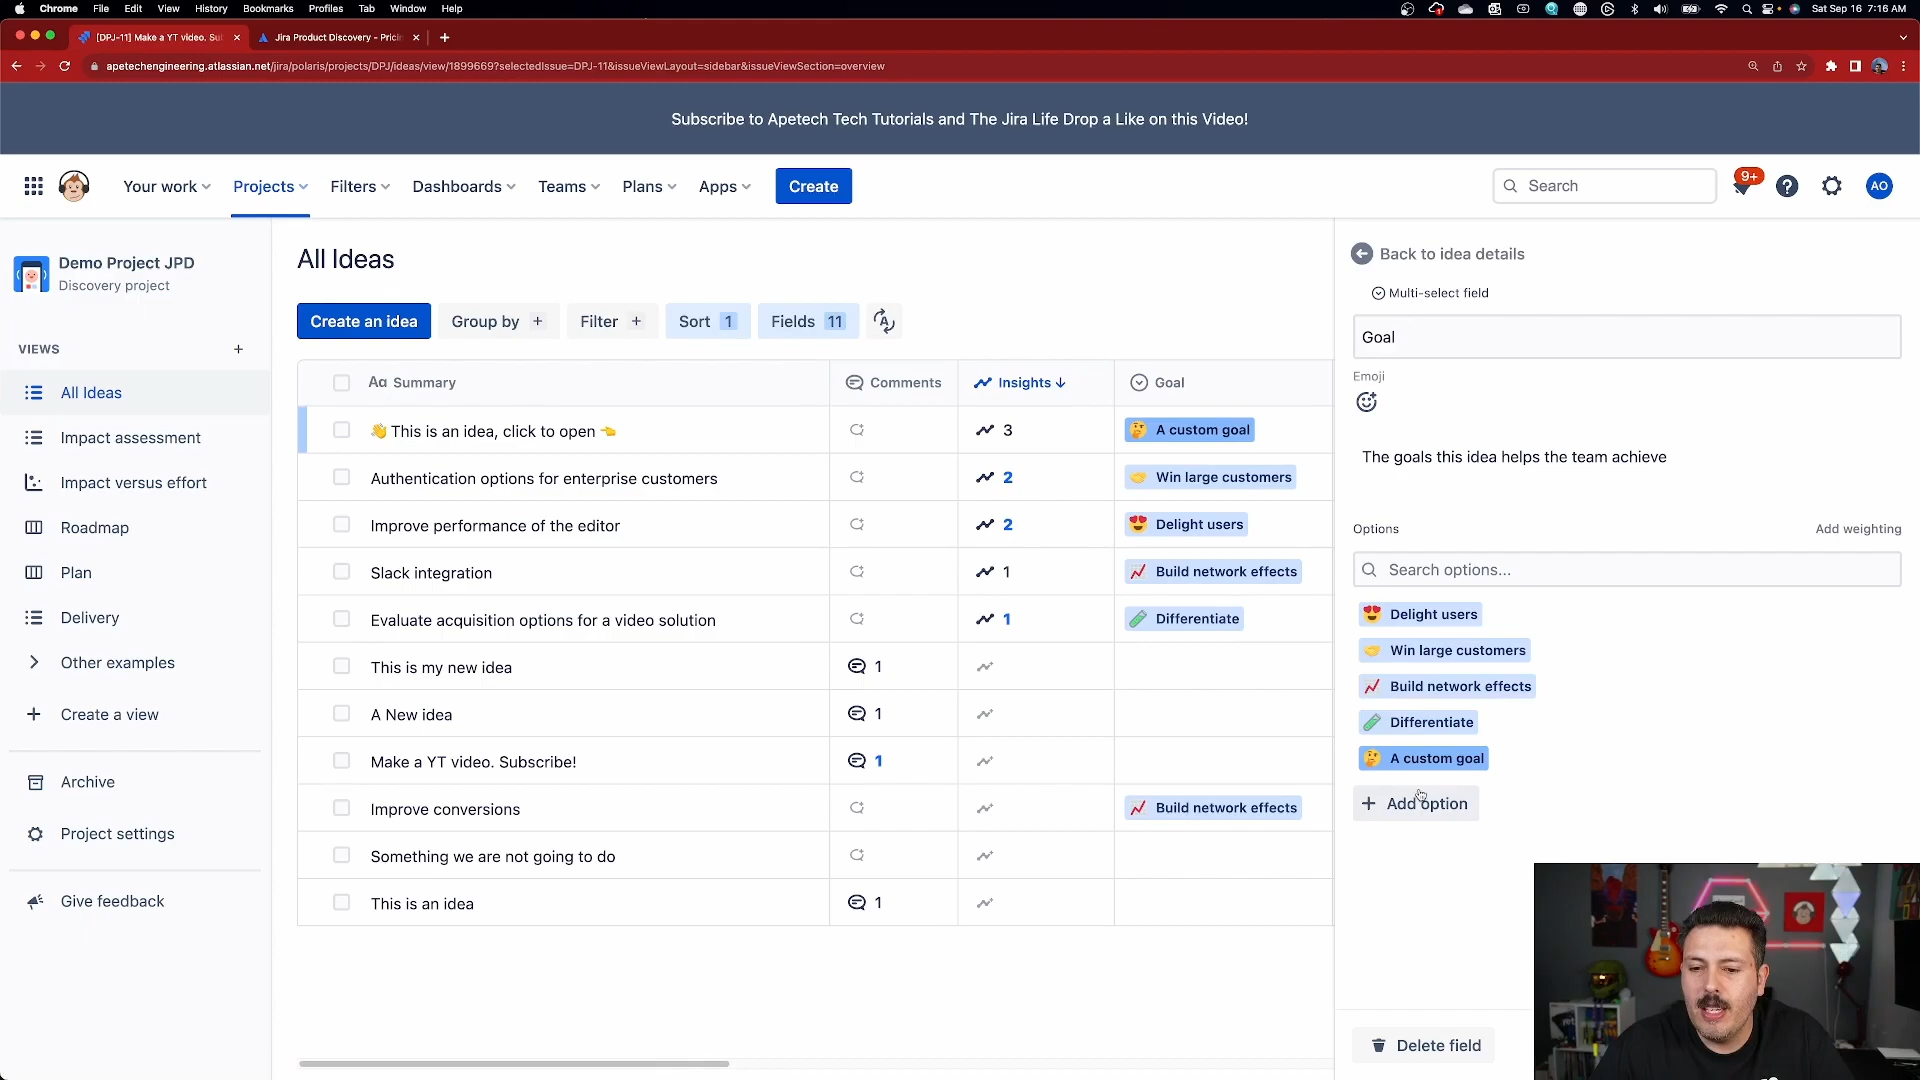 Chrome File Edit View History Bookmarks Profiles Tab Window Help Sat Sep 16 7:16 AM
[DPJ-11] Make a YT video. Su Jira Product Discovery - Prici
apetechengineering.atlassian.net/jira/polaris/projects/DPJ/ideas/view/1899669?selectedIssue=DPJ-11&issueViewLayout=sidebar&issueViewSection=overview
Subscribe to Apetech Tech Tutorials and The Jira Life Drop a Like on this Video!
Your work Projects Filters Dashboards Teams Plans Apps Create Search 9+ AO
Demo Project JPD
Discovery project
VIEWS
All Ideas
Impact assessment
Impact versus effort
Roadmap
Plan
Delivery
Other examples
Create a view
Archive
Project settings
Give feedback
All Ideas
Create an idea Group by Filter Sort 1 Fields 11
Aa Summary Comments Insights Goal
This is an idea, click to open 3 A custom goal
Authentication options for enterprise customers 2 Win large customers
Improve performance of the editor 2 Delight users
Slack integration 1 Build network effects
Evaluate acquisition options for a video solution 1 Differentiate
This is my new idea 1
A New idea 1
Make a YT video. Subscribe! 1
Improve conversions Build network effects
Something we are not going to do
This is an idea 1
Back to idea details
Multi-select field
Goal
Emoji
The goals this idea helps the team achieve
Options Add weighting
Search options...
Delight users
Win large customers
Build network effects
Differentiate
A custom goal
Add option
Delete field